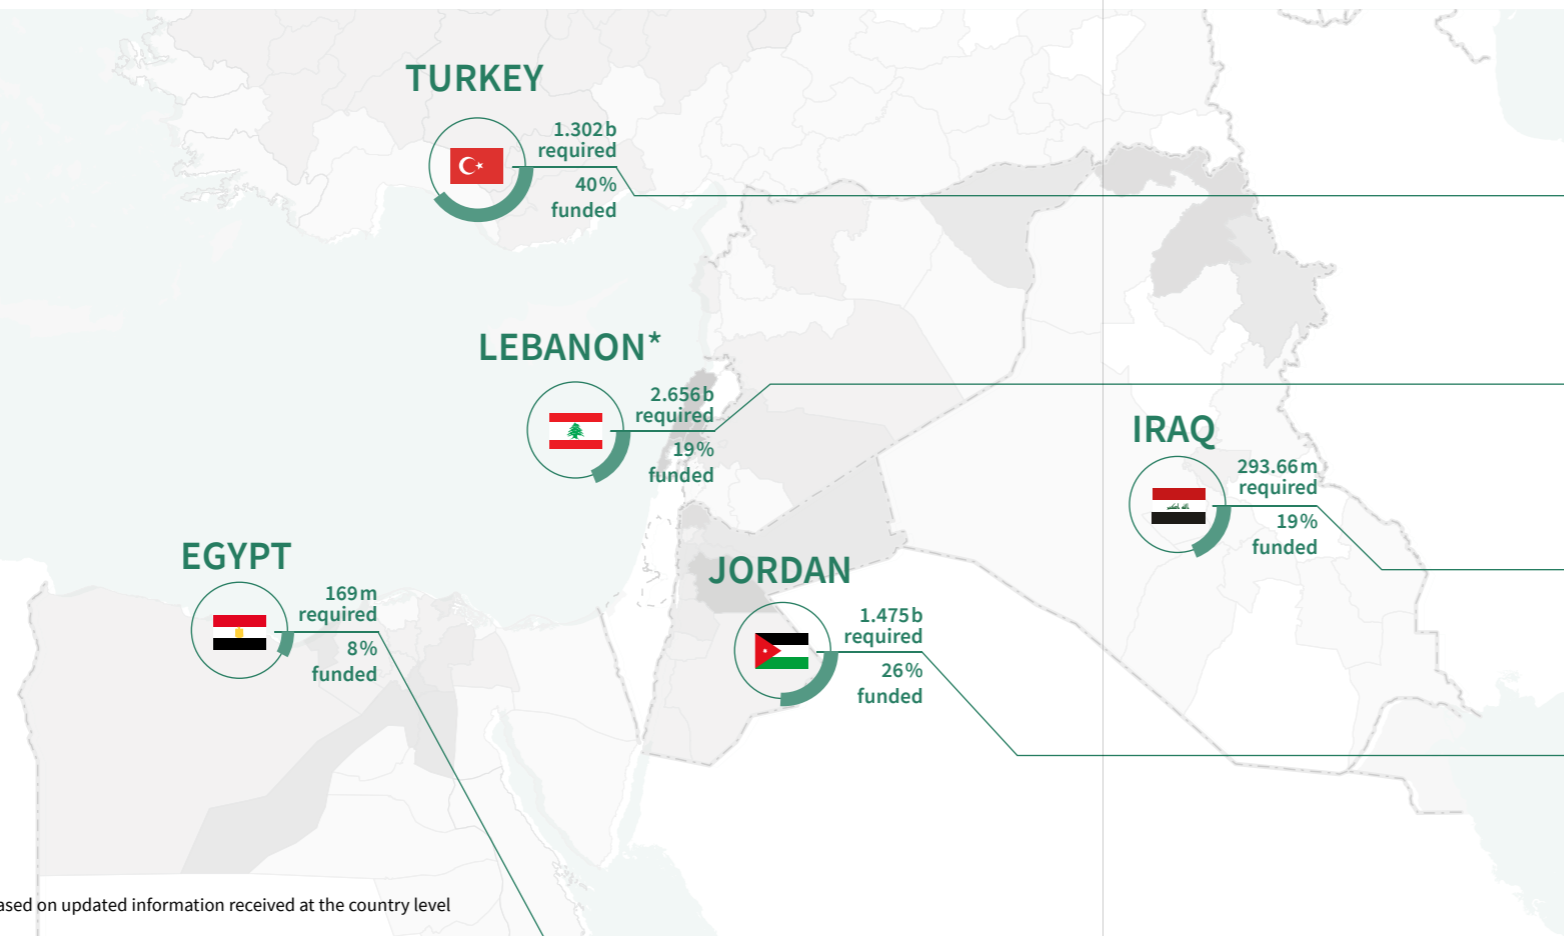 TURKEY
1.302b
required
40%
funded
LEBANON*
2.656b
required
19%
funded
IRAQ
293.66m
required
19%
funded
EGYPT
169m
required
8%
funded
JORDAN
1.475b
required
26%
funded
ased on updated information received at the country level